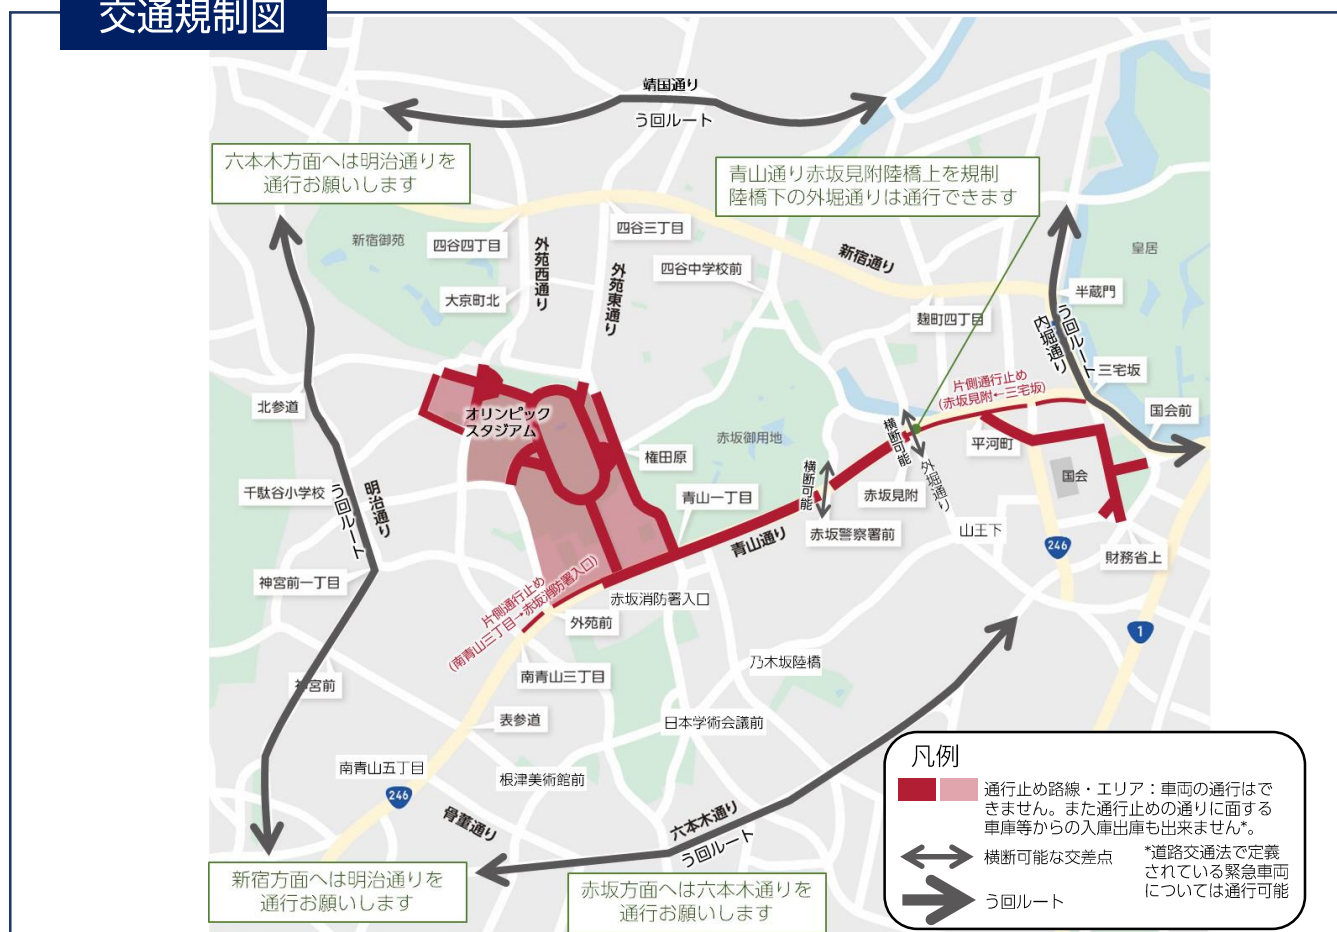 交通規制図
靖国通り
う回ルート
六本木方面へは明治通りを
通行お願いします
青山通り赤坂見附陸橋上を規制
陸橋下の外堀通りは通行できます
新宿御苑
四谷四丁目
外苑西通り
四谷三丁目
外苑東通り
四谷中学校前
新宿通り
皇居
大京町北
半蔵門
麹町四丁目
内堀通り
う回ルート
三宅坂
片側通行止め
(赤坂見附←三宅坂)
国会前
北参道
オリンピック
スタジアム
赤坂御用地
横断可能
平河町
権田原
横断可能
外堀通り
国会
千駄谷小学校
明治通り
う回ルート
青山一丁目
赤坂見附
赤坂警察署前
山王下
青山通り
246
財務省上
神宮前一丁目
片側通行止め
(南青山三丁目→赤坂消防署入口)
赤坂消防署入口
外苑前
1
神宮前
南青山三丁目
乃木坂陸橋
表参道
日本学術会議前
南青山五丁目
根津美術館前
246
骨董通り
六本木通り
う回ルート
新宿方面へは明治通りを
通行お願いします
赤坂方面へは六本木通りを
通行お願いします
凡例
通行止め路線・エリア：車両の通行はで
きません。また通行止めの通りに面する
車庫等からの入庫出庫も出来ません*。
横断可能な交差点
*道路交通法で定義
されている緊急車両
については通行可能
う回ルート